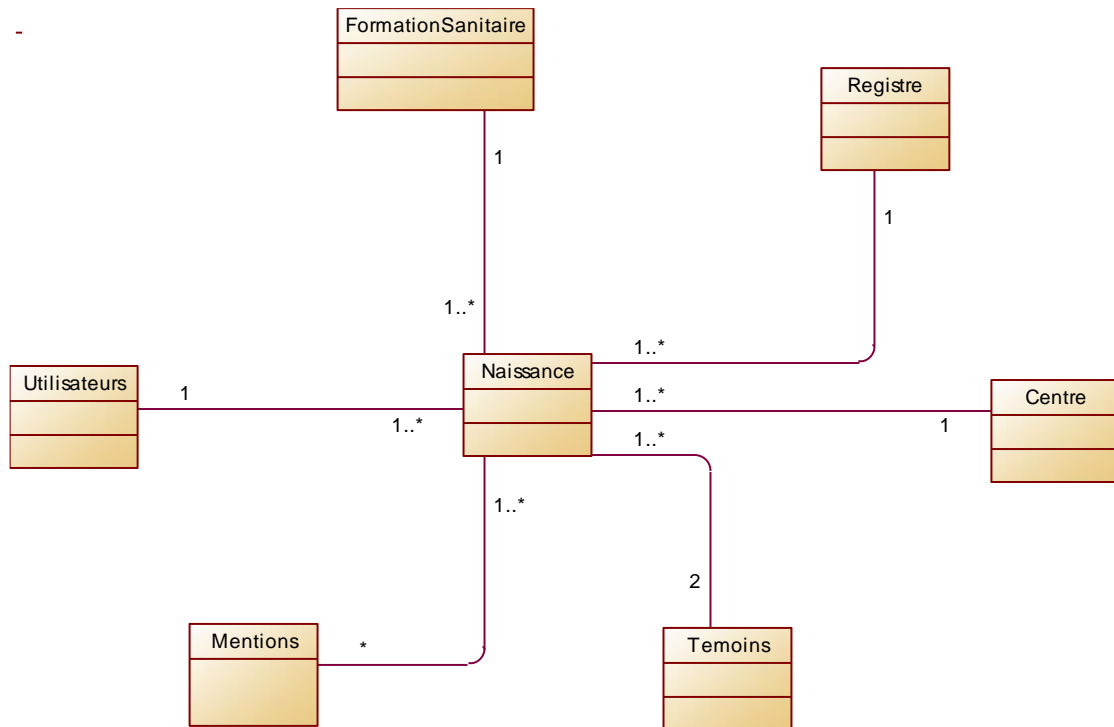 -
FormationSanitaire
Registre
1
1
1..*
1..*
Naissance
Utilisateurs
1
1..*
1..*
Centre
1
1..*
1..*
2
Mentions
*
Temoins